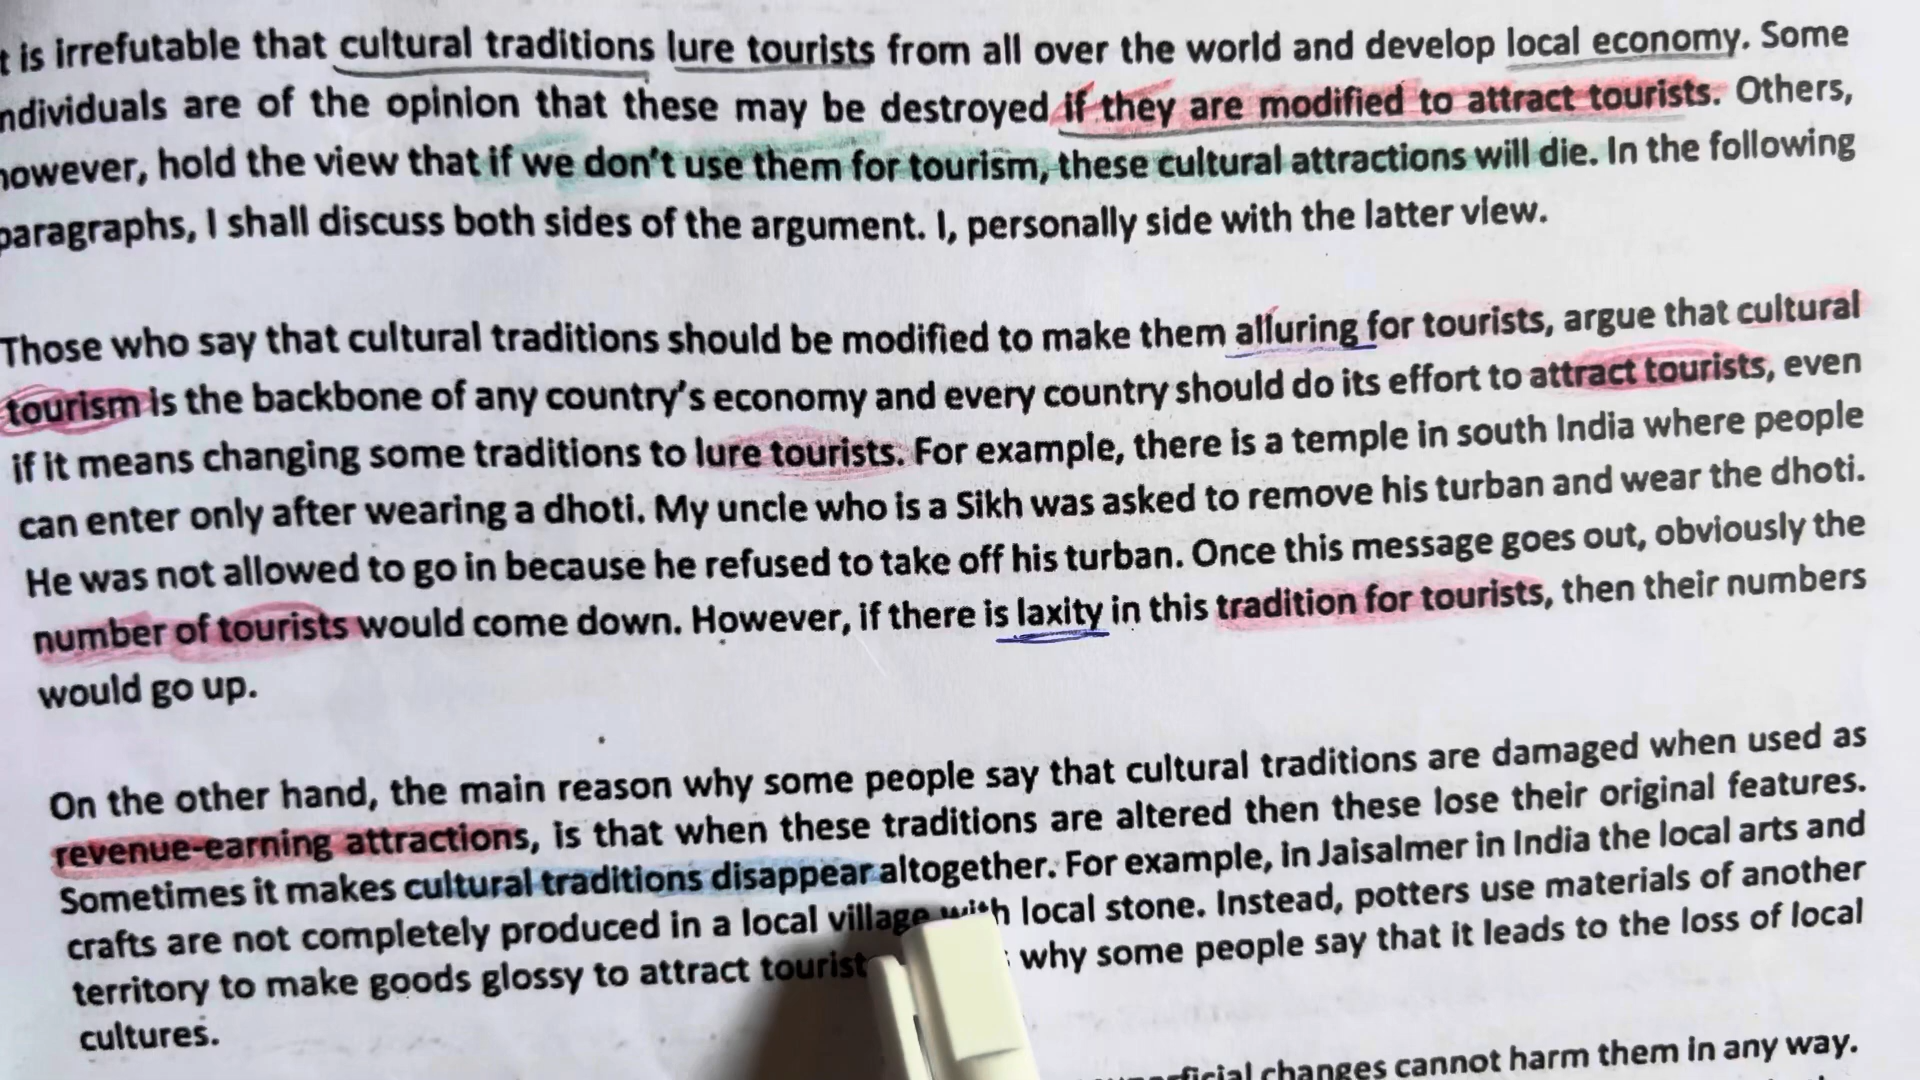 t is irrefutable that cultural traditions lure tourists from all over the world and develop local economy. Some
ndividuals are of the opinion that these may be destroyed if they are modified to attract tourists. Others,
however, hold the view that if we don't use them for tourism, these cultural attractions will die. In the following
paragraphs, I shall discuss both sides of the argument. I, personally side with the latter view.
Those who say that cultural traditions should be modified to make them alluring for tourists, argue that cultural
tourism is the backbone of any country's economy and every country should do its effort to attract tourists, even
if it means changing some traditions to lure tourists. For example, there is a temple in south India where people
can enter only after wearing a dhoti. My uncle who is a Sikh was asked to remove his turban and wear the dhoti.
He was not allowed to go in because he refused to take off his turban. Once this message goes out, obviously the
number of tourists would come down. However, if there is laxity in this tradition for tourists, then their numbers
would go up.
On the other hand, the main reason why some people say that cultural traditions are damaged when used as
revenue-earning attractions, is that when these traditions are altered then these lose their original features.
Sometimes it makes cultural traditions disappear altogether. For example, in Jaisalmer in India the local arts and
crafts are not completely produced in a local village with local stone. Instead, potters use materials of another
territory to make goods glossy to attract tourist why some people say that it leads to the loss of local
cultures.
changes cannot harm them in any way.